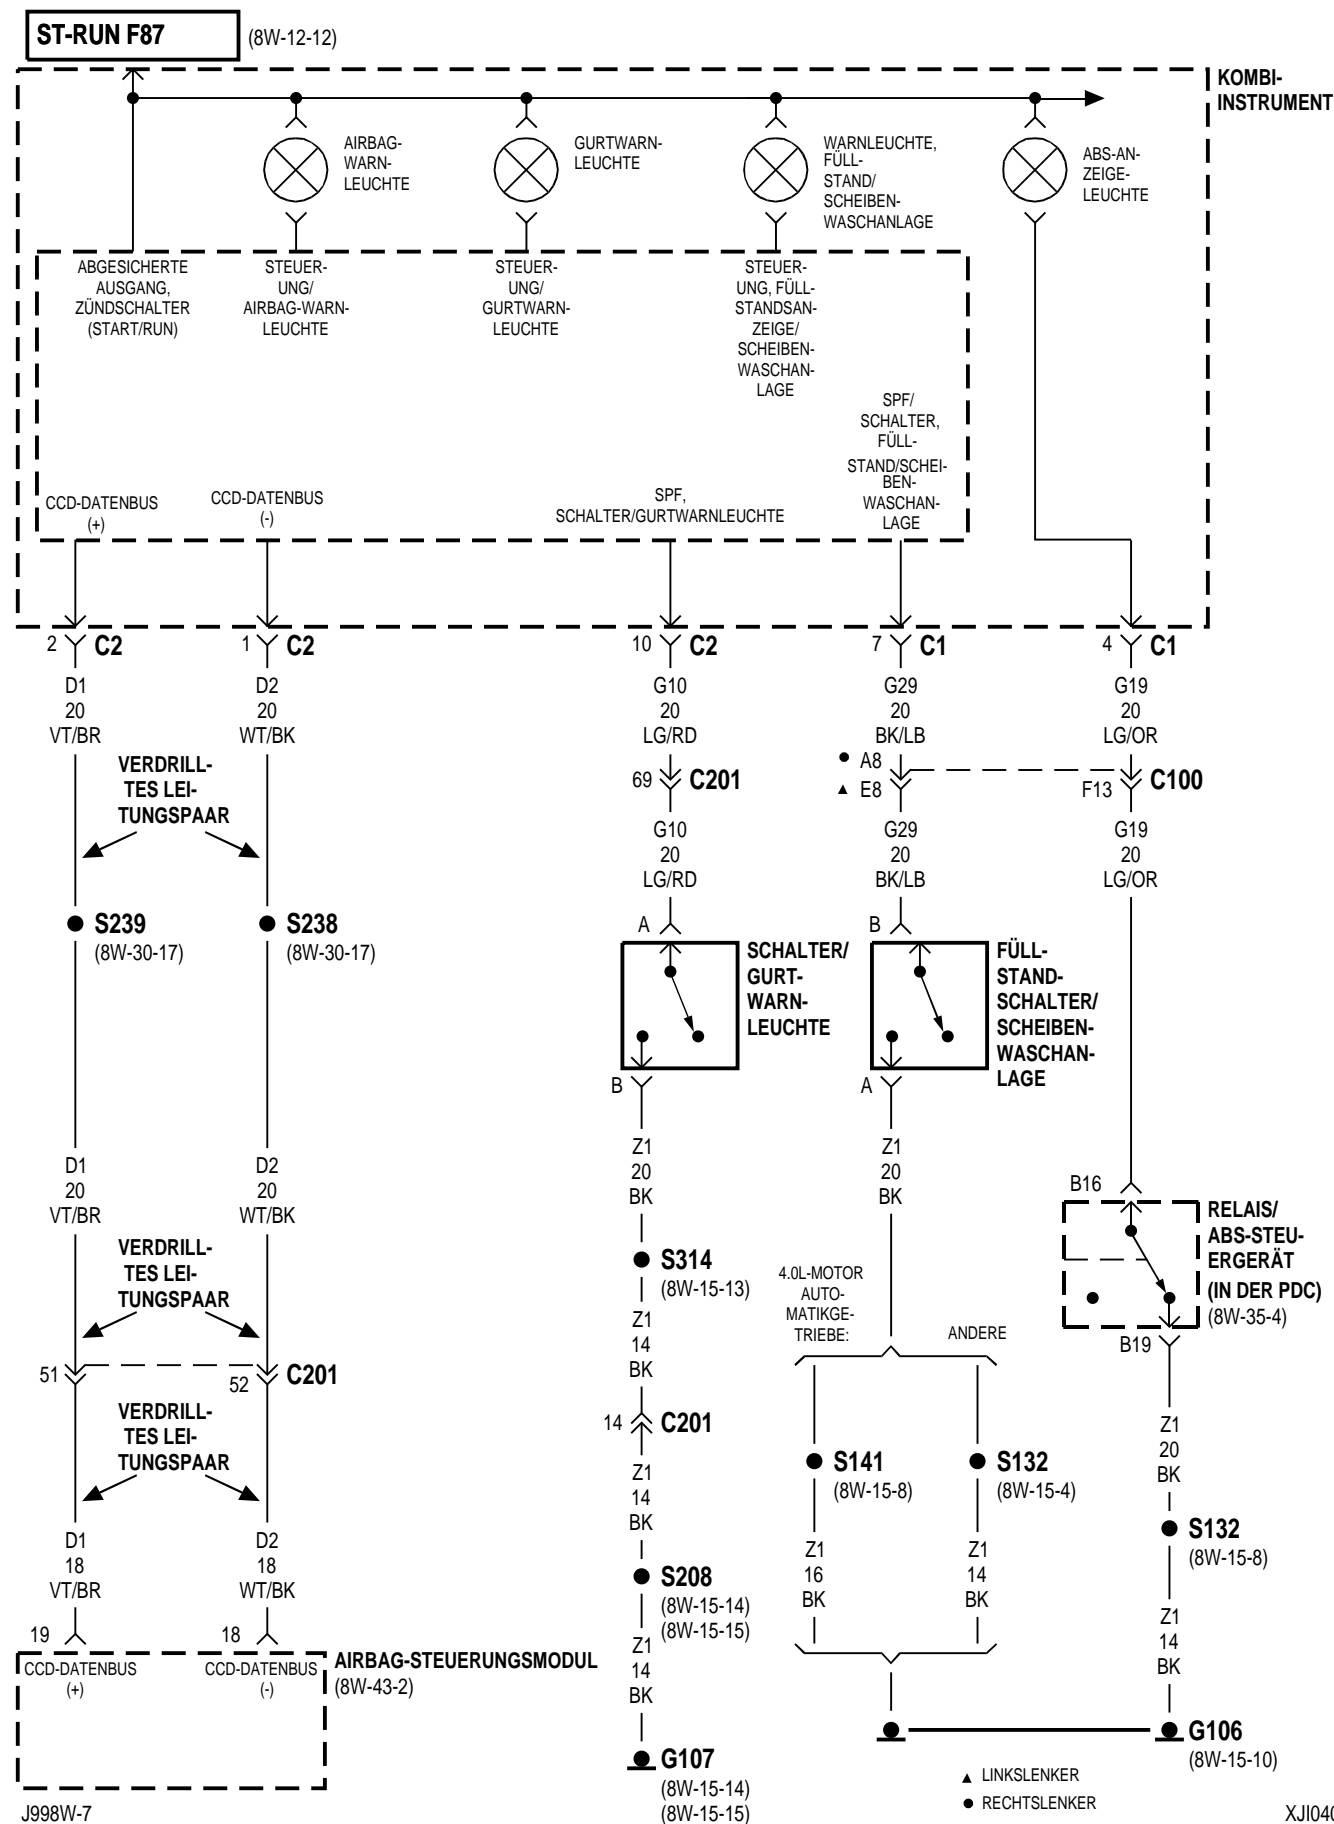 ST-RUN F87
(8W-12-12)
KOMBI-
INSTRUMENT
AIRBAG-
WARN-
LEUCHTE
GURTWARN-
LEUCHTE
WARNLEUCHTE,
FÜLL-
STAND/
SCHEIBEN-
WASCHANLAGE
ABS-AN-
ZEIGE-
LEUCHTE
ABGESICHERTE
AUSGANG,
ZÜNDSCHALTER
(START/RUN)
STEUER-
UNG/
AIRBAG-WARN-
LEUCHTE
STEUER-
UNG/
GURTWARN-
LEUCHTE
STEUER-
UNG, FÜLL-
STANDSAN-
ZEIGE/
SCHEIBEN-
WASCHAN-
LAGE
SPF/
SCHALTER,
FÜLL-
STAND/SCHEI-
BEN-
WASCHAN-
LAGE
CCD-DATENBUS
(+)
CCD-DATENBUS
(-)
SPF,
SCHALTER/GURTWARNLEUCHTE
2 C2
1 C2
10 C2
7 C1
4 C1
D1
20
VT/BR
D2
20
WT/BK
G10
20
LG/RD
G29
20
BK/LB
G19
20
LG/OR
VERDRILL-
TES LEI-
TUNGSPAAR
69 C201
● A8
▲ E8
F13 C100
G10
20
LG/RD
G29
20
BK/LB
G19
20
LG/OR
S239
(8W-30-17)
S238
(8W-30-17)
A
SCHALTER/
GURT-
WARN-
LEUCHTE
B
B
FÜLL-
STAND-
SCHALTER/
SCHEIBEN-
WASCHAN-
LAGE
A
D1
20
VT/BR
D2
20
WT/BK
Z1
20
BK
Z1
20
BK
B16
RELAIS/
ABS-STEU-
ERGERÄT
(IN DER PDC)
(8W-35-4)
B19
VERDRILL-
TES LEI-
TUNGSPAAR
S314
(8W-15-13)
4.0L-MOTOR
AUTO-
MATIKGE-
TRIEBE:
ANDERE
Z1
14
BK
51
52 C201
14 C201
VERDRILL-
TES LEI-
TUNGSPAAR
Z1
20
BK
S141
(8W-15-8)
S132
(8W-15-4)
Z1
14
BK
S132
(8W-15-8)
D1
18
VT/BR
D2
18
WT/BK
S208
(8W-15-14)
(8W-15-15)
Z1
16
BK
Z1
14
BK
Z1
14
BK
19
18
CCD-DATENBUS
(+)
CCD-DATENBUS
(-)
AIRBAG-STEUERUNGSMODUL
(8W-43-2)
Z1
14
BK
G107
(8W-15-14)
(8W-15-15)
G106
(8W-15-10)
▲ LINKSLENKER
● RECHTSLENKER
J998W-7
XJI040